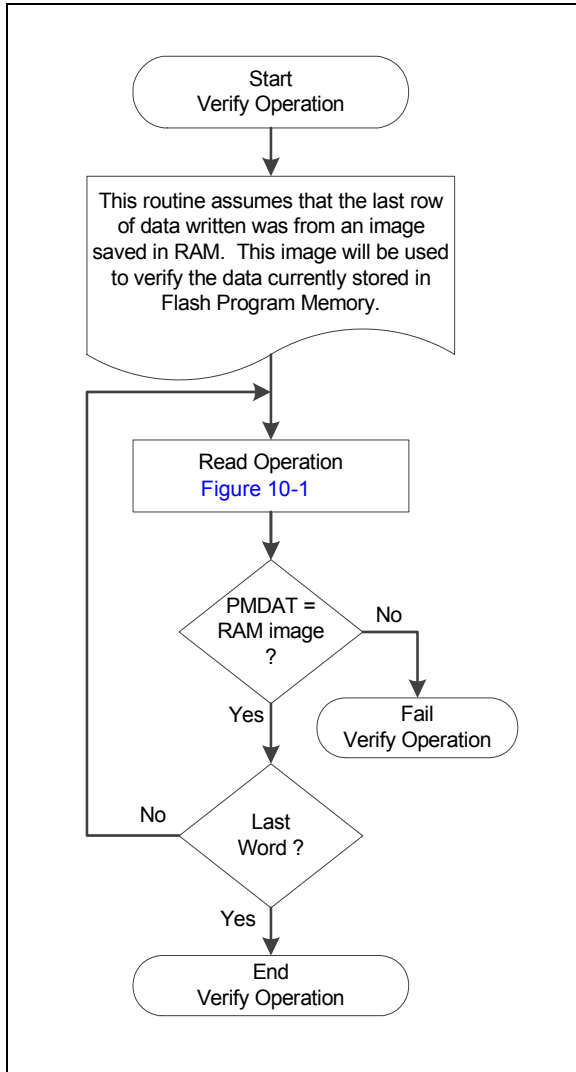 Start
Verify Operation
This routine assumes that the last row
of data written was from an image
saved in RAM. This image will be used
to verify the data currently stored in
Flash Program Memory.
Read Operation
Figure 10-1
PMDAT =
RAM image
?
No
Yes
Fail
Verify Operation
No
Last
Word ?
Yes
End
Verify Operation